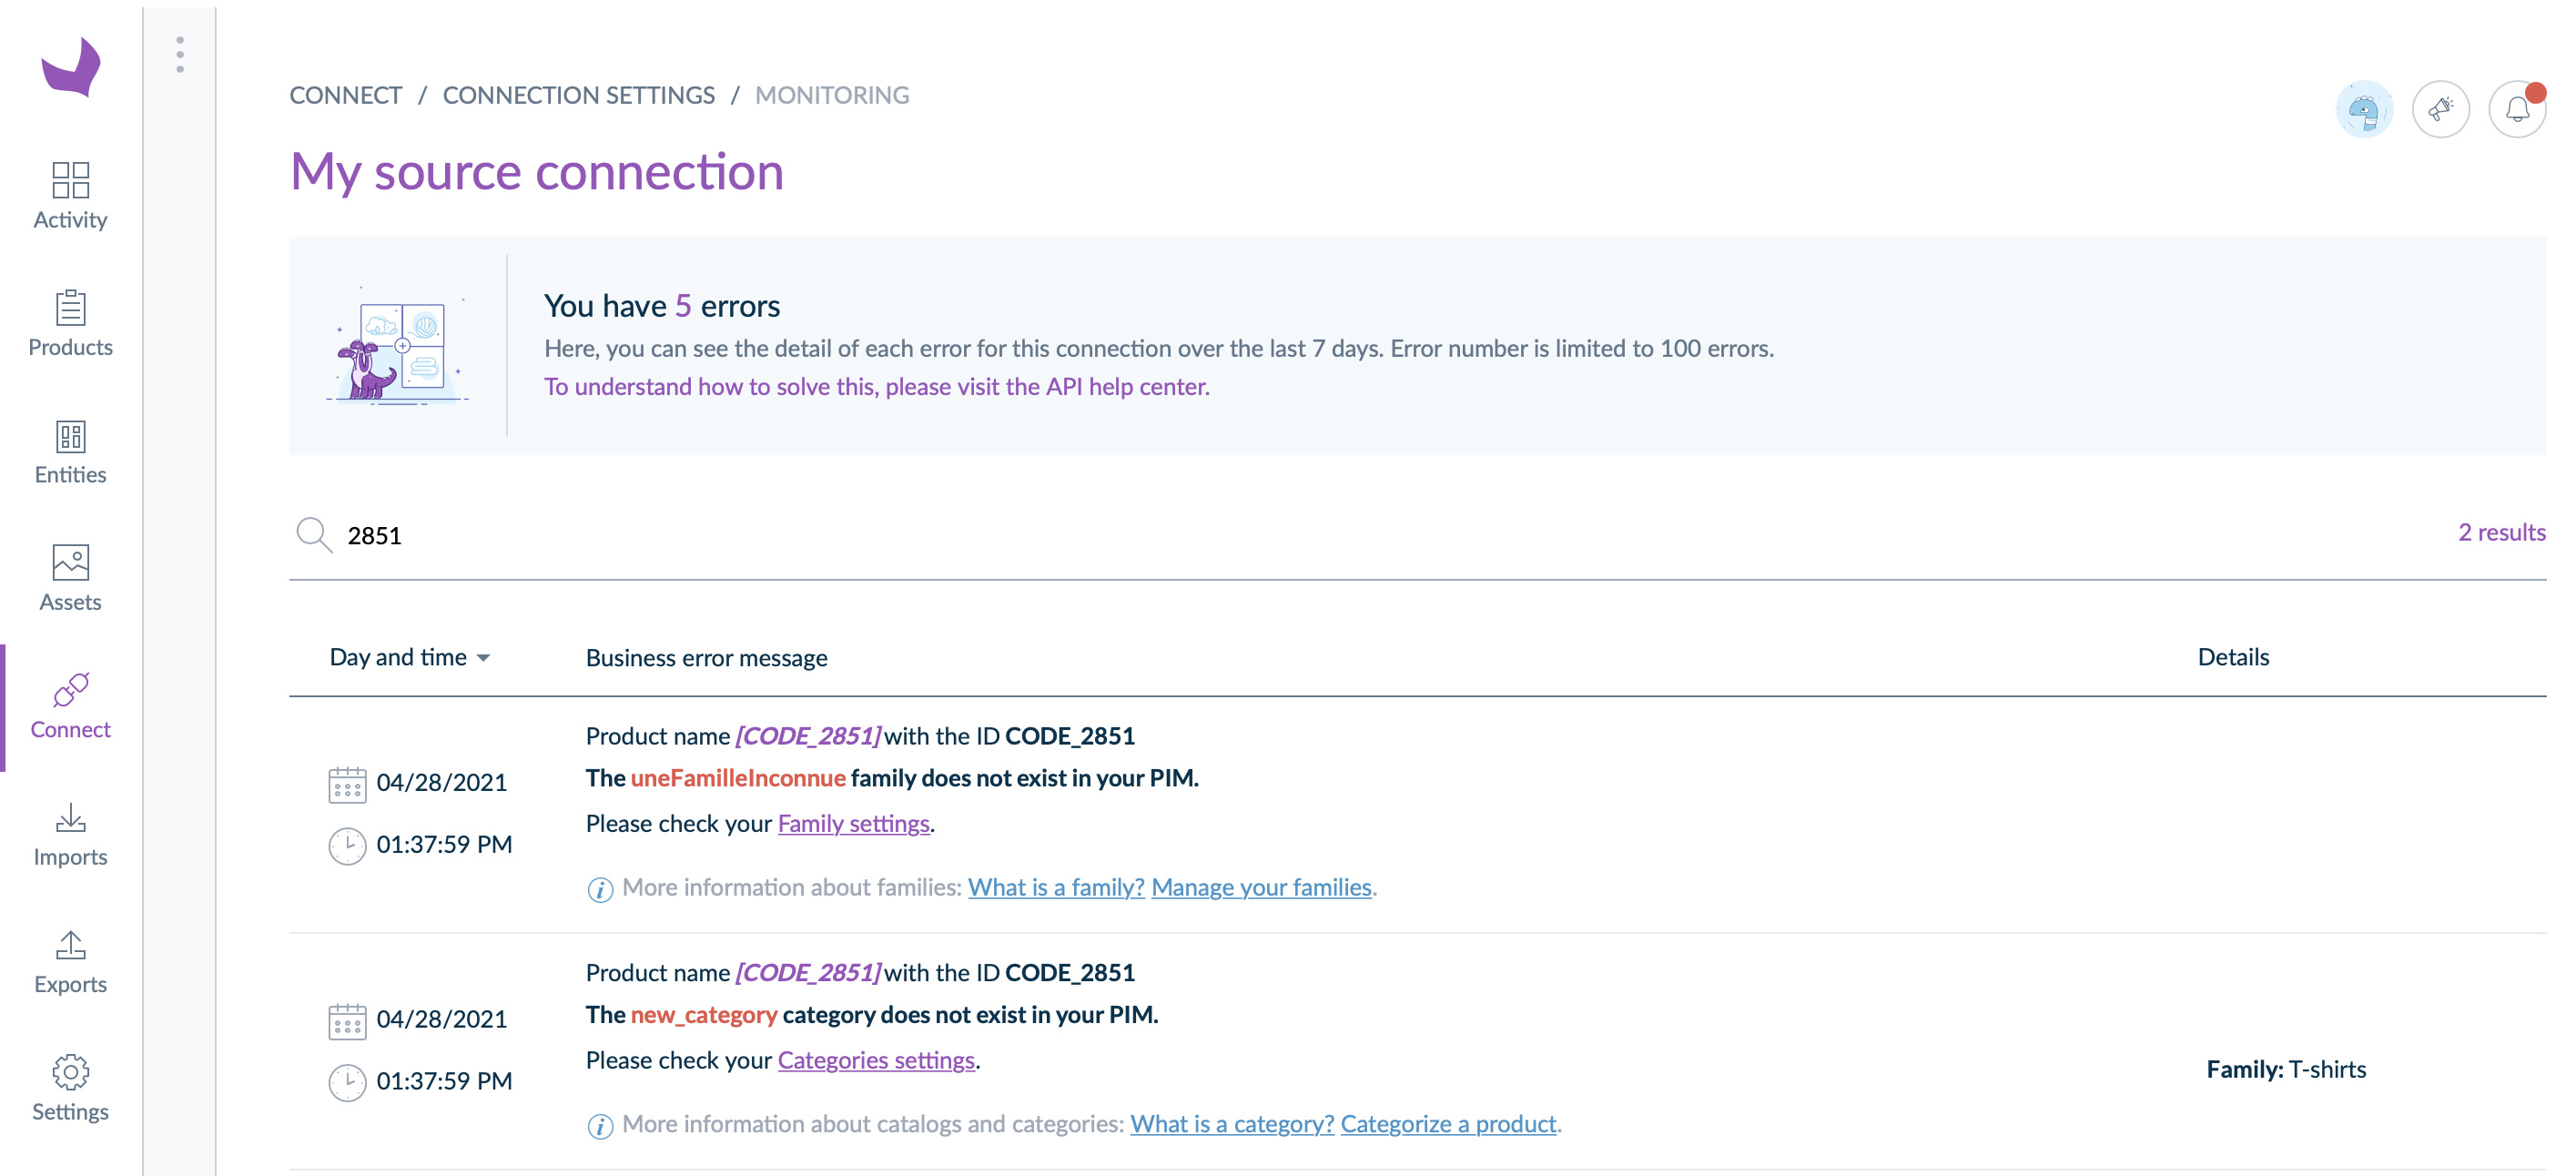 CONNECT / CONNECTION SETTINGS / MONITORING
My source connection
Activity
Products
Entities
Assets
Connect
Imports
Exports
Settings
You have 5 errors
Here, you can see the detail of each error for this connection over the last 7 days. Error number is limited to 100 errors.
To understand how to solve this, please visit the API help center.
2851
2 results
Day and time Business error message Details
Product name [CODE_2851] with the ID CODE_2851
The uneFamilleInconnue family does not exist in your PIM.
04/28/2021
Please check your Family settings.
01:37:59 PM
More information about families: What is a family? Manage your families.
Product name [CODE_2851] with the ID CODE_2851
The new_category category does not exist in your PIM.
04/28/2021
Please check your Categories settings.
Family: T-shirts
01:37:59 PM
More information about catalogs and categories: What is a category? Categorize a product.